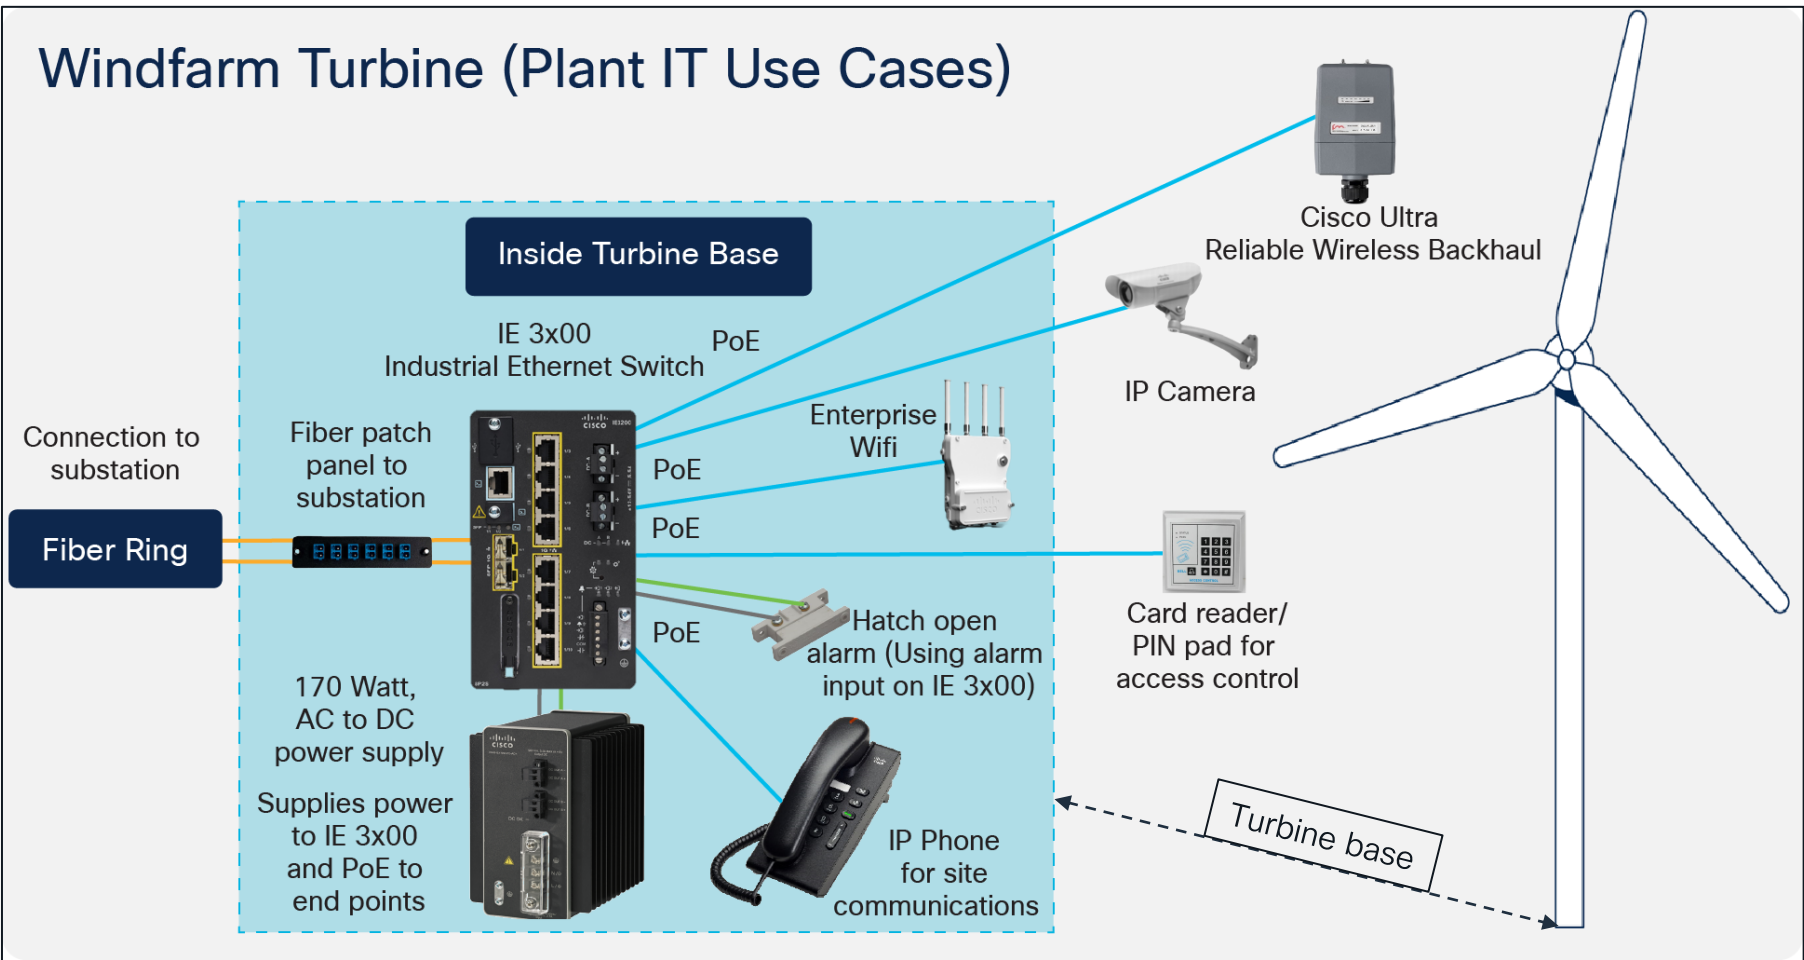 Windfarm Turbine (Plant IT Use Cases)
Cisco Ultra
Reliable Wireless Backhaul
Inside Turbine Base
IE 3x00
Industrial Ethernet Switch
PoE
IP Camera
Enterprise
Wifi
Connection to
substation
Fiber patch
panel to
substation
CISCO
PoE
PoE
Fiber Ring
Card reader/
PIN pad for
access control
Hatch open
alarm (Using alarm
input on IE 3x00)
PoE
170 Watt,
AC to DC
power supply
CISCO
Supplies power
to IE 3x00
and PoE to
end points
IP Phone
for site
communications
Turbine base